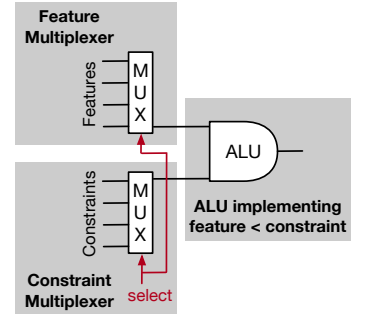 Feature
Multiplexer
Features
M
U
X
ALU
ALU implementing
feature < constraint
Constraints
M
U
X
Constraint
Multiplexer
select